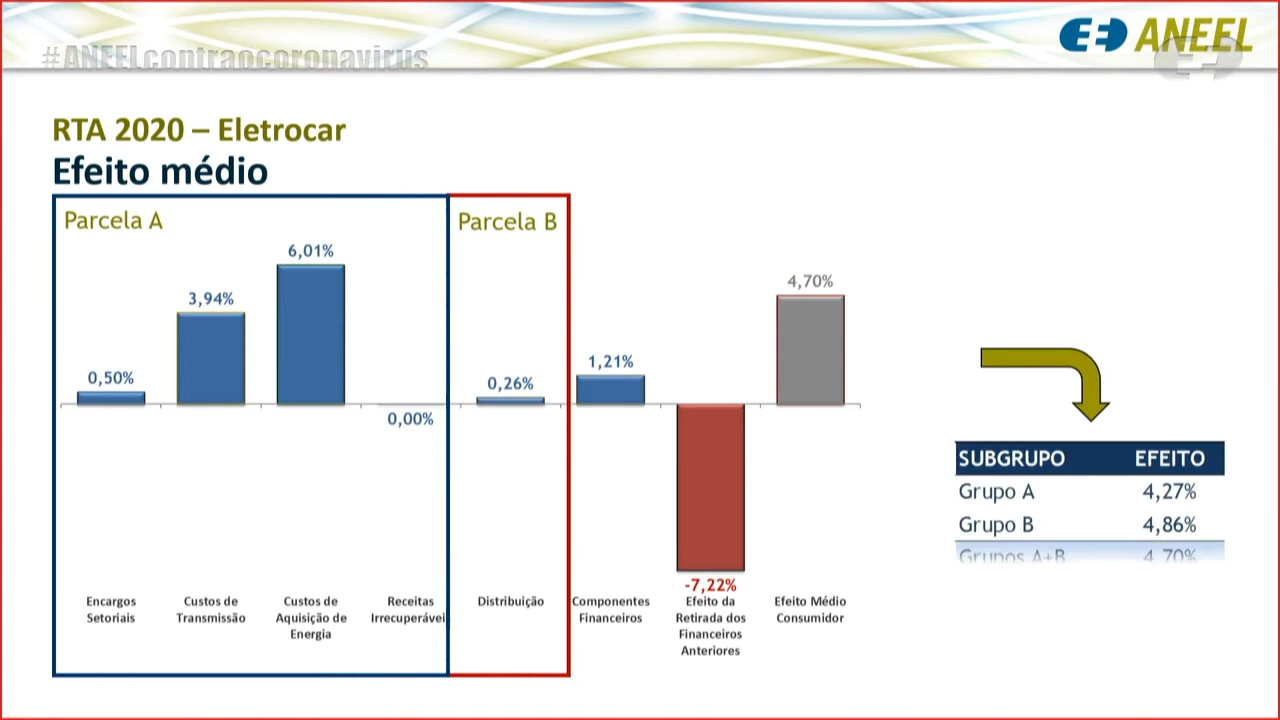 #ANEELcontraocoronavirus
ANEEL
RTA 2020 – Eletrocar
Efeito médio
Parcela A
Parcela B
0,50%
3,94%
6,01%
0,00%
0,26%
1,21%
-7,22%
4,70%
Encargos
Setoriais
Custos de
Transmissão
Custos de
Aquisição de
Energia
Receitas
Irrecuperávei
Distribuição
Componentes
Financeiros
Efeito da
Retirada dos
Financeiros
Anteriores
Efeito Médio
Consumidor
SUBGRUPO EFEITO
Grupo A 4,27%
Grupo B 4,86%
Grupos A+B 4,70%